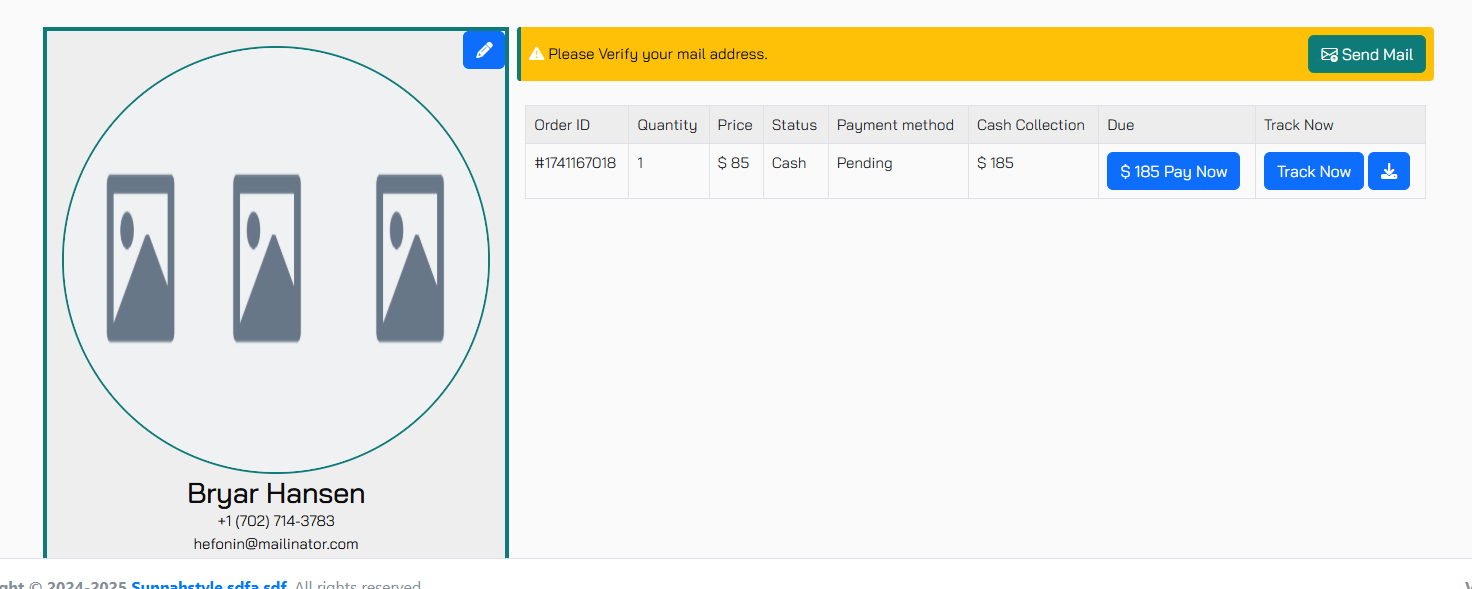 Please Verify your mail address.
Send Mail
Order ID Quantity Price Status Payment method Cash Collection Due Track Now
#1741167018 1 $ 85 Cash Pending $ 185 $ 185 Pay Now Track Now
Bryar Hansen
+1 (702) 714-3783
hefonin@mailinator.com
ght © 2024-2025 Sunnahstyle sdfa sdf. All rights reserved.